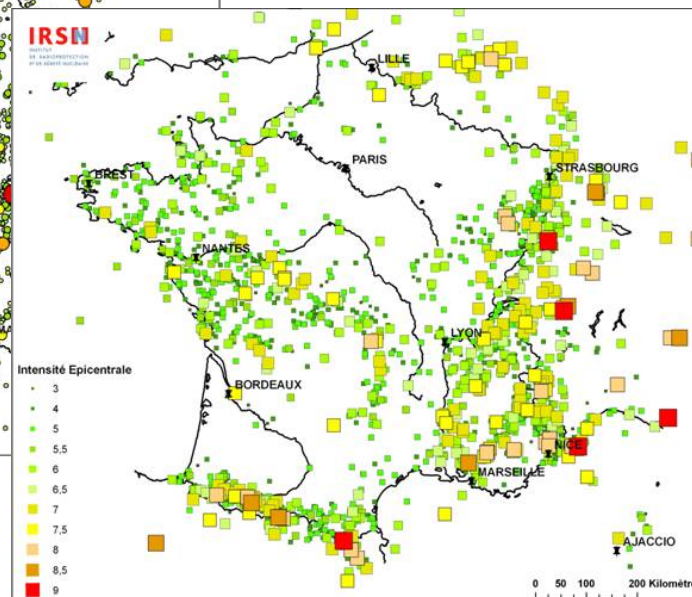 IRSN
INSTITUT
DE RADIOPROTECTION
ET DE SÛRETÉ NUCLÉAIRE
LILLE
PARIS
STRASBOURG
BREST
NANTES
LYON
BORDEAUX
NICE
MARSEILLE
AJACCIO
Intensité Epicentrale
3
4
5
5,5
6
6,5
7
7,5
8
8,5
9
0 50 100 200 Kilomètre